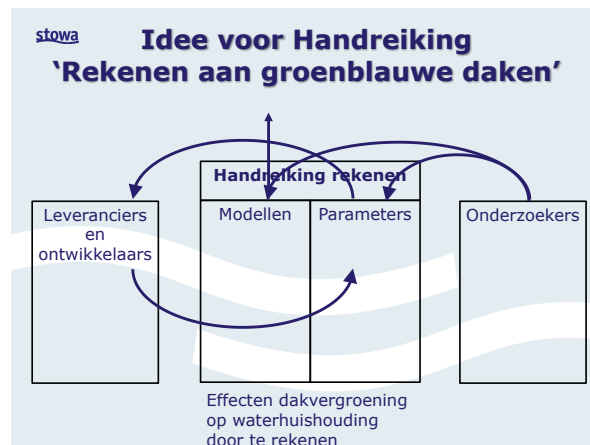 stowa
Idee voor Handreiking
‘Rekenen aan groenblauwe daken’
Handreiking rekenen
Leveranciers
en
ontwikkelaars
Modellen
Parameters
Onderzoekers
Effecten dakvergroening
op waterhuishouding
door te rekenen